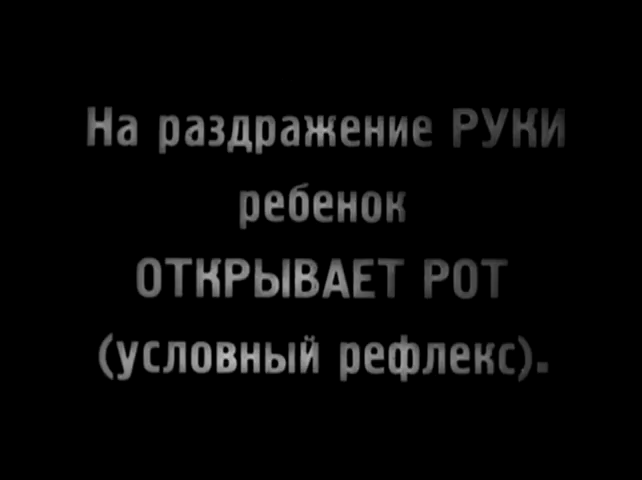 На раздражение РУКИ
ребенок
ОТКРЫВАЕТ РОТ
(условный рефлекс).